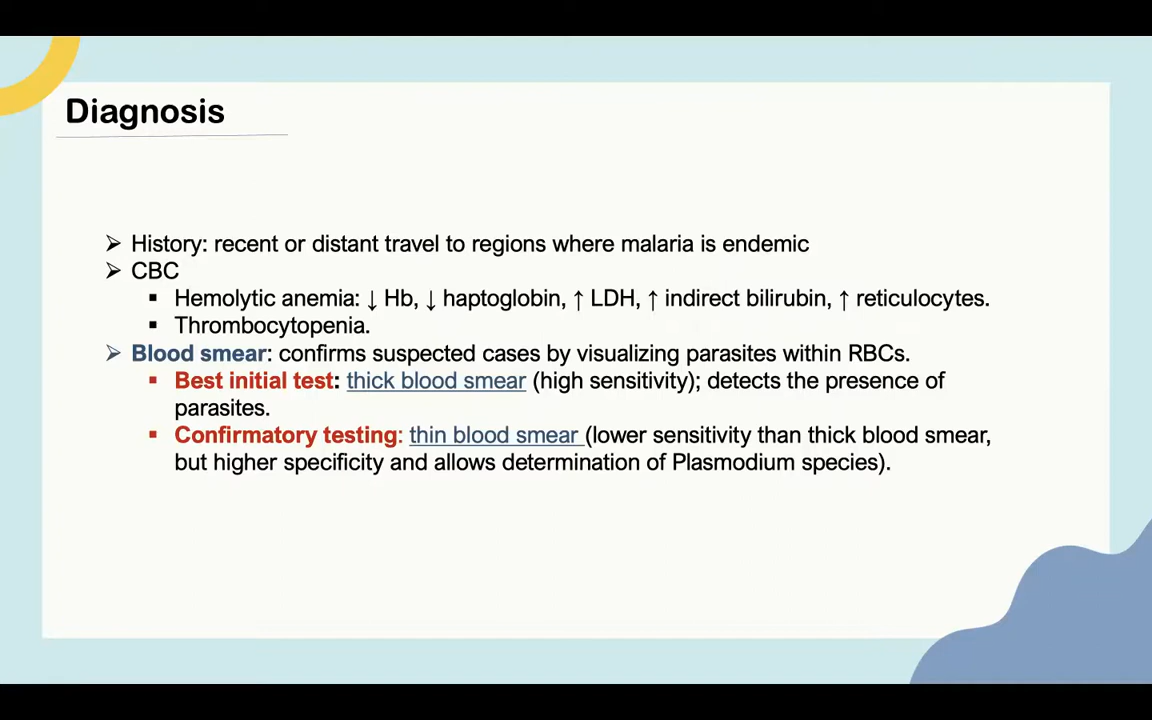 Diagnosis
➢ History: recent or distant travel to regions where malaria is endemic
➢ CBC
▪ Hemolytic anemia: ↓ Hb, ↓ haptoglobin, ↑ LDH, ↑ indirect bilirubin, ↑ reticulocytes.
▪ Thrombocytopenia.
➢ Blood smear: confirms suspected cases by visualizing parasites within RBCs.
▪ Best initial test: thick blood smear (high sensitivity); detects the presence of
parasites.
▪ Confirmatory testing: thin blood smear (lower sensitivity than thick blood smear,
but higher specificity and allows determination of Plasmodium species).